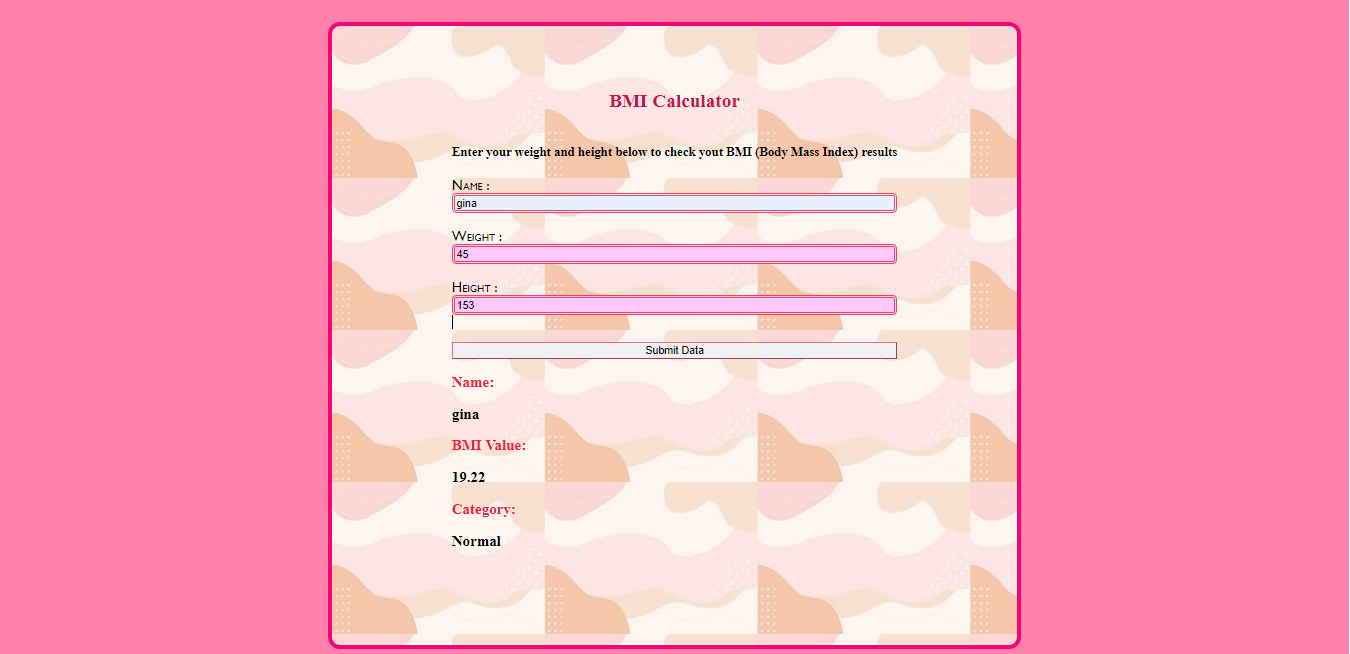 BMI Calculator
Enter your weight and height below to check yout BMI (Body Mass Index) results
Name :
gina
Weight :
45
Height :
153
Submit Data
Name:
gina
BMI Value:
19.22
Category:
Normal